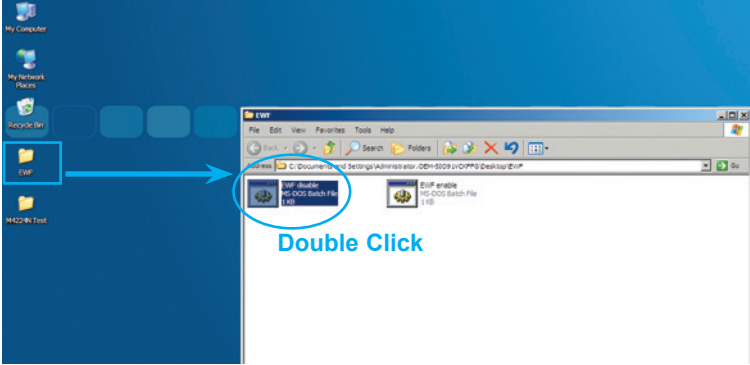 My Computer
My Network
Places
Recycle Bin
EWF
M4224N Test
EWF
File Edit View Favorites Tools Help
Back Search Folders
Address Go
EWF disable
MS-DOS Batch File
1 KB
EWF enable
MS-DOS Batch File
1 KB
Double Click